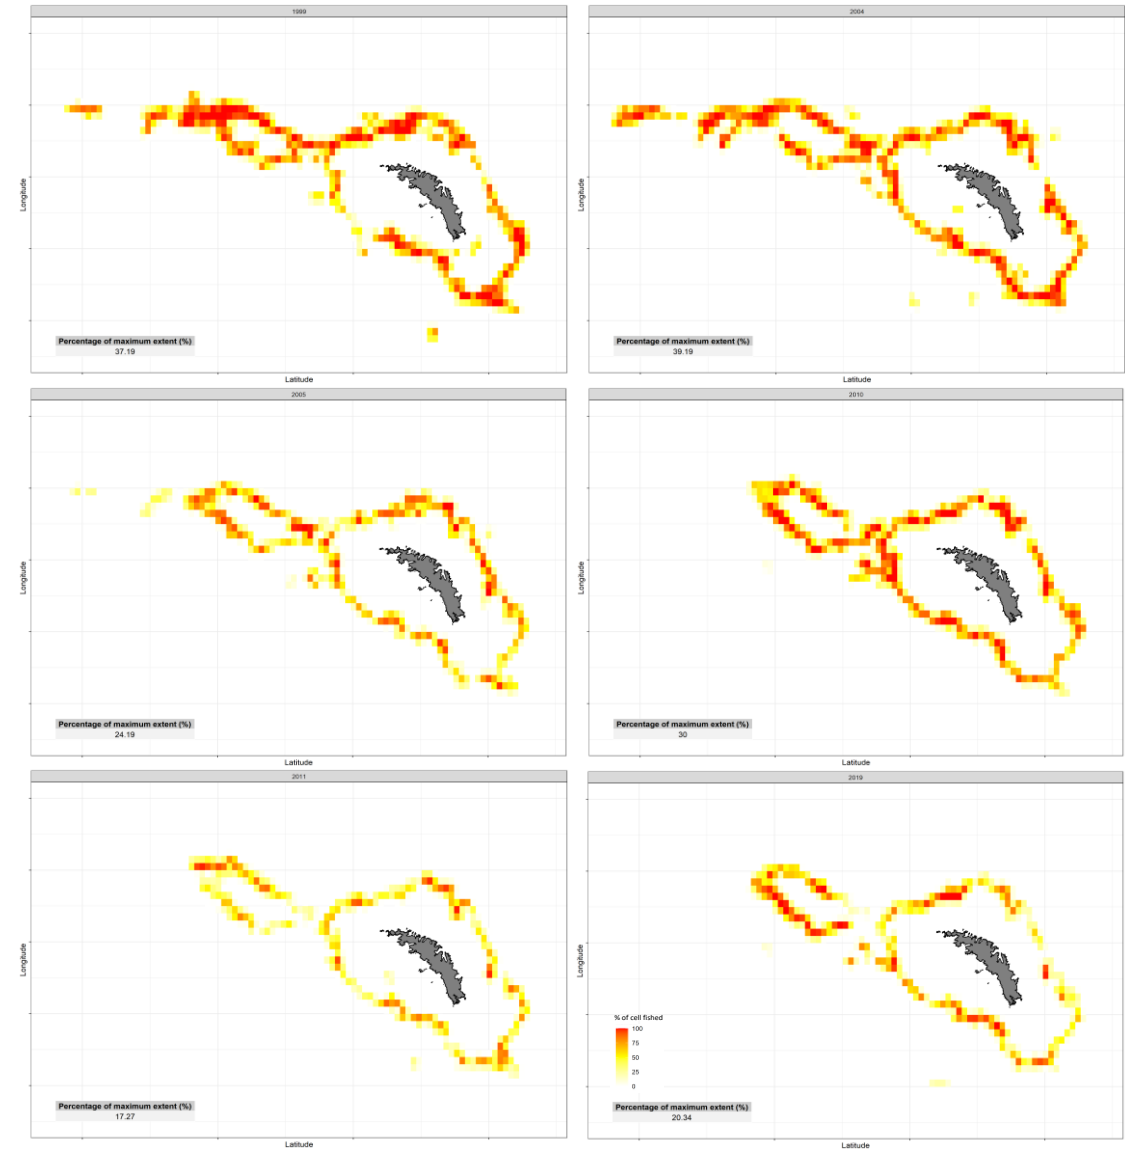 1999
Longitude
Percentage of maximum extent (%)
37.19
Latitude
2004
Longitude
Percentage of maximum extent (%)
39.19
Latitude
2005
Longitude
Percentage of maximum extent (%)
24.19
Latitude
2010
Longitude
Percentage of maximum extent (%)
30
Latitude
2011
Longitude
Percentage of maximum extent (%)
17.27
Latitude
2019
Longitude
% of cell fished
100
75
50
25
0
Percentage of maximum extent (%)
20.34
Latitude